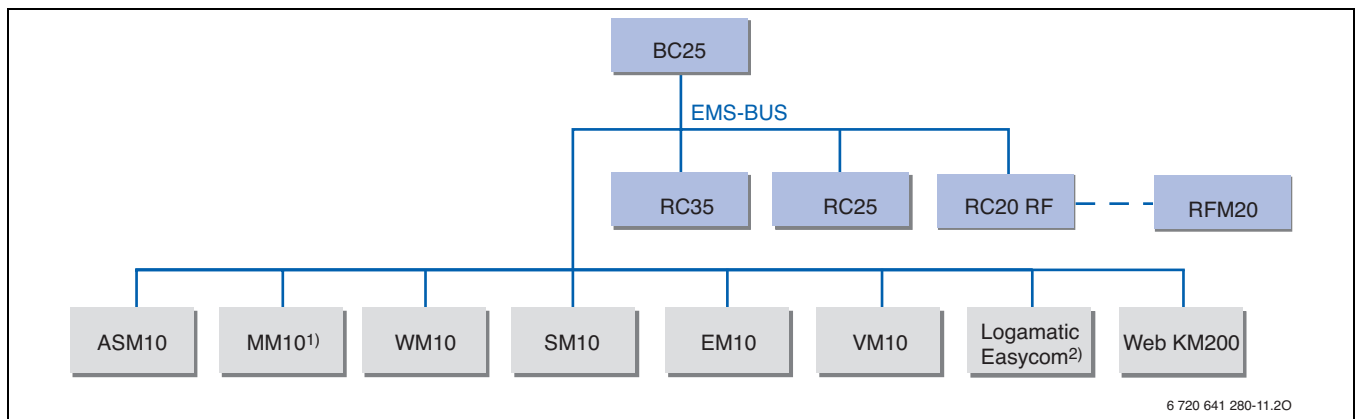 BC25
EMS-BUS
RC35
RC25
RC20 RF
RFM20
ASM10
MM101)
WM10
SM10
EM10
VM10
Logamatic
Easycom2)
Web KM200
6 720 641 280-11.2O